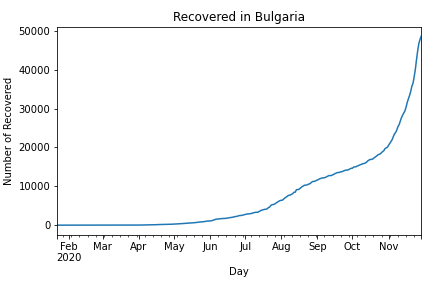 Recovered in Bulgaria
50000
40000
30000
20000
10000
0
Number of Recovered
Feb Mar Apr May Jun Jul Aug Sep Oct Nov
2020
Day